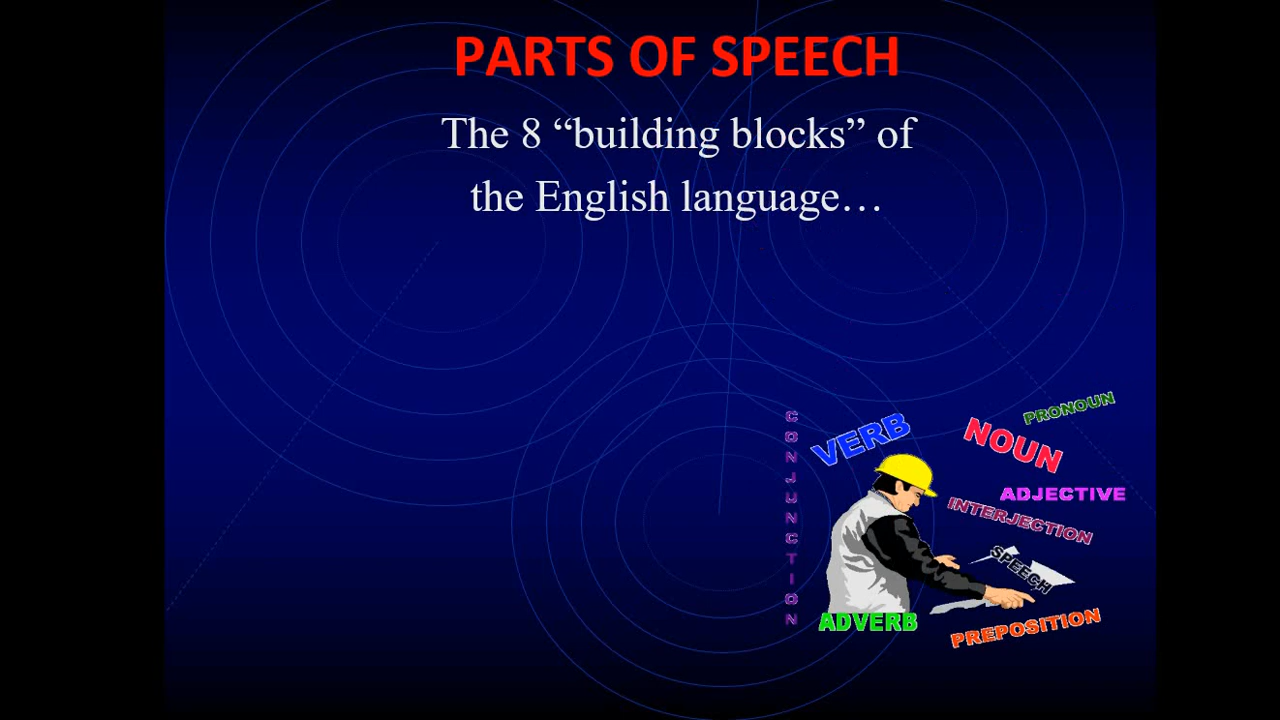 PARTS OF SPEECH
The 8 “building blocks” of
the English language…
PRONOUN
VERB
NOUN
CONJUNCTION
ADJECTIVE
INTERJECTION
SPEECH
ADVERB
PREPOSITION